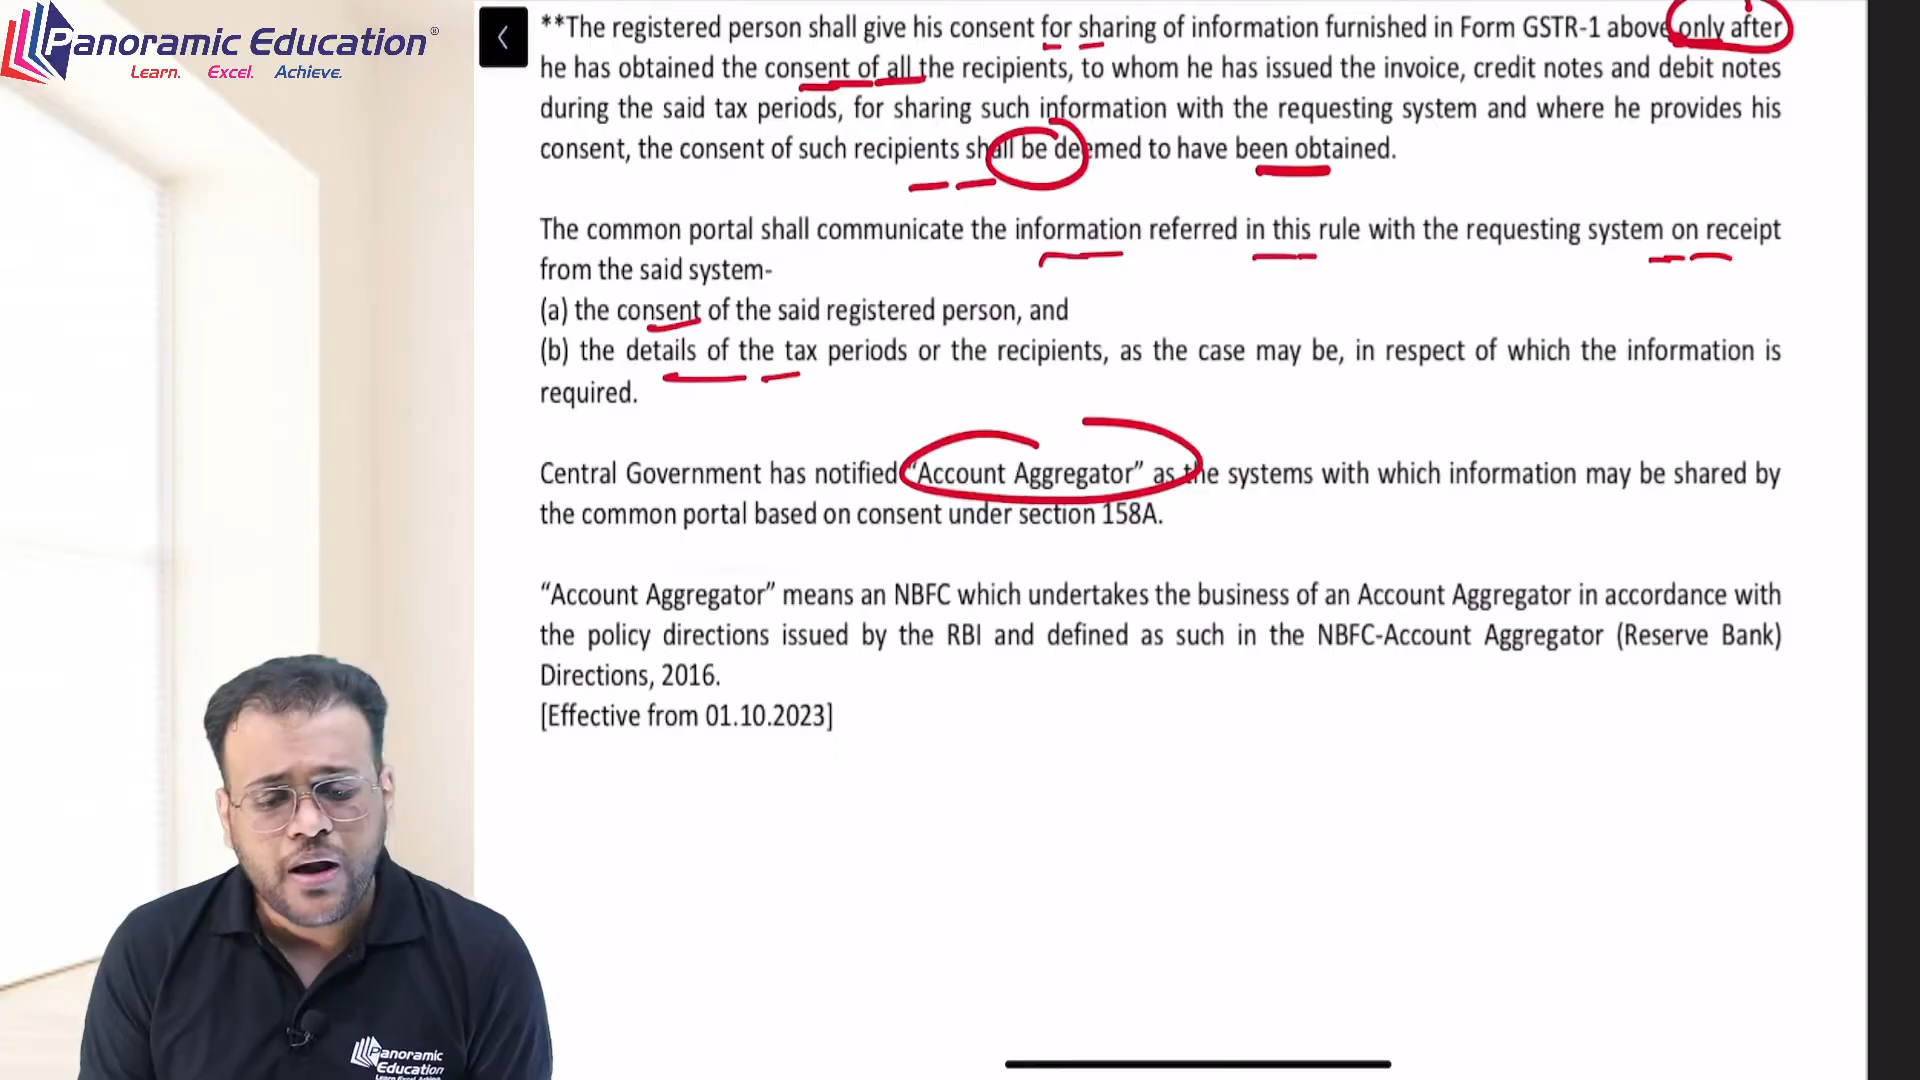 Panoramic Education®
Learn. Excel. Achieve.
**The registered person shall give his consent for sharing of information furnished in Form GSTR-1 above only after
he has obtained the consent of all the recipients, to whom he has issued the invoice, credit notes and debit notes
during the said tax periods, for sharing such information with the requesting system and where he provides his
consent, the consent of such recipients shall be deemed to have been obtained.
The common portal shall communicate the information referred in this rule with the requesting system on receipt
from the said system-
(a) the consent of the said registered person, and
(b) the details of the tax periods or the recipients, as the case may be, in respect of which the information is
required.
Central Government has notified “Account Aggregator” as the systems with which information may be shared by
the common portal based on consent under section 158A.
“Account Aggregator” means an NBFC which undertakes the business of an Account Aggregator in accordance with
the policy directions issued by the RBI and defined as such in the NBFC-Account Aggregator (Reserve Bank)
Directions, 2016.
[Effective from 01.10.2023]
Panoramic
Education
Learn Excel Achieve